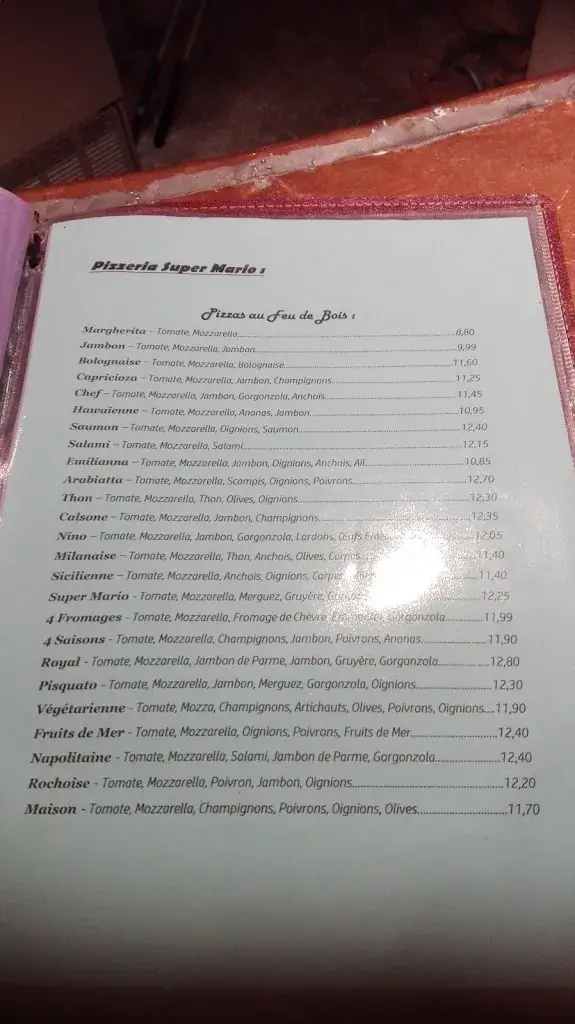 Pizzeria Super Mario :
Pizzas au Feu de Bois :
Margherita – Tomate, Mozzarella........8,80
Jambon – Tomate, Mozzarella, Jambon........9,99
Bolognaise – Tomate, Mozzarella, Bolognaise........11,60
Capricioza – Tomate, Mozzarella, Jambon, Champignons........11,25
Chef – Tomate, Mozzarella, Jambon, Gorgonzola, Anchois........11,45
Hawaïenne – Tomate, Mozzarella, Ananas, Jambon........10,95
Saumon – Tomate, Mozzarella, Oignions, Saumon........12,40
Salami – Tomate, Mozzarella, Salami........12,15
Emilianna – Tomate, Mozzarella, Jambon, Oignions, Anchois, Ail........10,85
Arabiatta – Tomate, Mozzarella, Scampis, Oignions, Poivrons........12,70
Thon – Tomate, Mozzarella, Thon, Olives, Oignions........12,30
Calsone – Tomate, Mozzarella, Jambon, Champignons........12,35
Nino – Tomate, Mozzarella, Jambon, Gorgonzola, Lardons, Œufs Frais........12,05
Milanaise – Tomate, Mozzarella, Thon, Anchois, Olives, ........11,40
Sicilienne – Tomate, Mozzarella, Anchois, Oignions, ........11,40
Super Mario - Tomate, Mozzarella, Merguez, Gruyère, ........12,25
4 Fromages - Tomate, Mozzarella, Fromage de Chèvre, Emmental, Gorgonzola........11,99
4 Saisons - Tomate, Mozzarella, Champignons, Jambon, Poivrons, Ananas........11,90
Royal - Tomate, Mozzarella, Jambon de Parme, Jambon, Gruyère, Gorgonzola........12,80
Pisquato - Tomate, Mozzarella, Jambon, Merguez, Gorgonzola, Oignions........12,30
Végétarienne - Tomate, Mozza, Champignons, Artichauts, Olives, Poivrons, Oignions....11,90
Fruits de Mer - Tomate, Mozzarella, Oignions, Poivrons, Fruits de Mer........12,40
Napolitaine - Tomate, Mozzarella, Salami, Jambon de Parme, Gorgonzola........12,40
Rochoise - Tomate, Mozzarella, Poivron, Jambon, Oignions........12,20
Maison - Tomate, Mozzarella, Champignons, Poivrons, Oignions, Olives........11,70